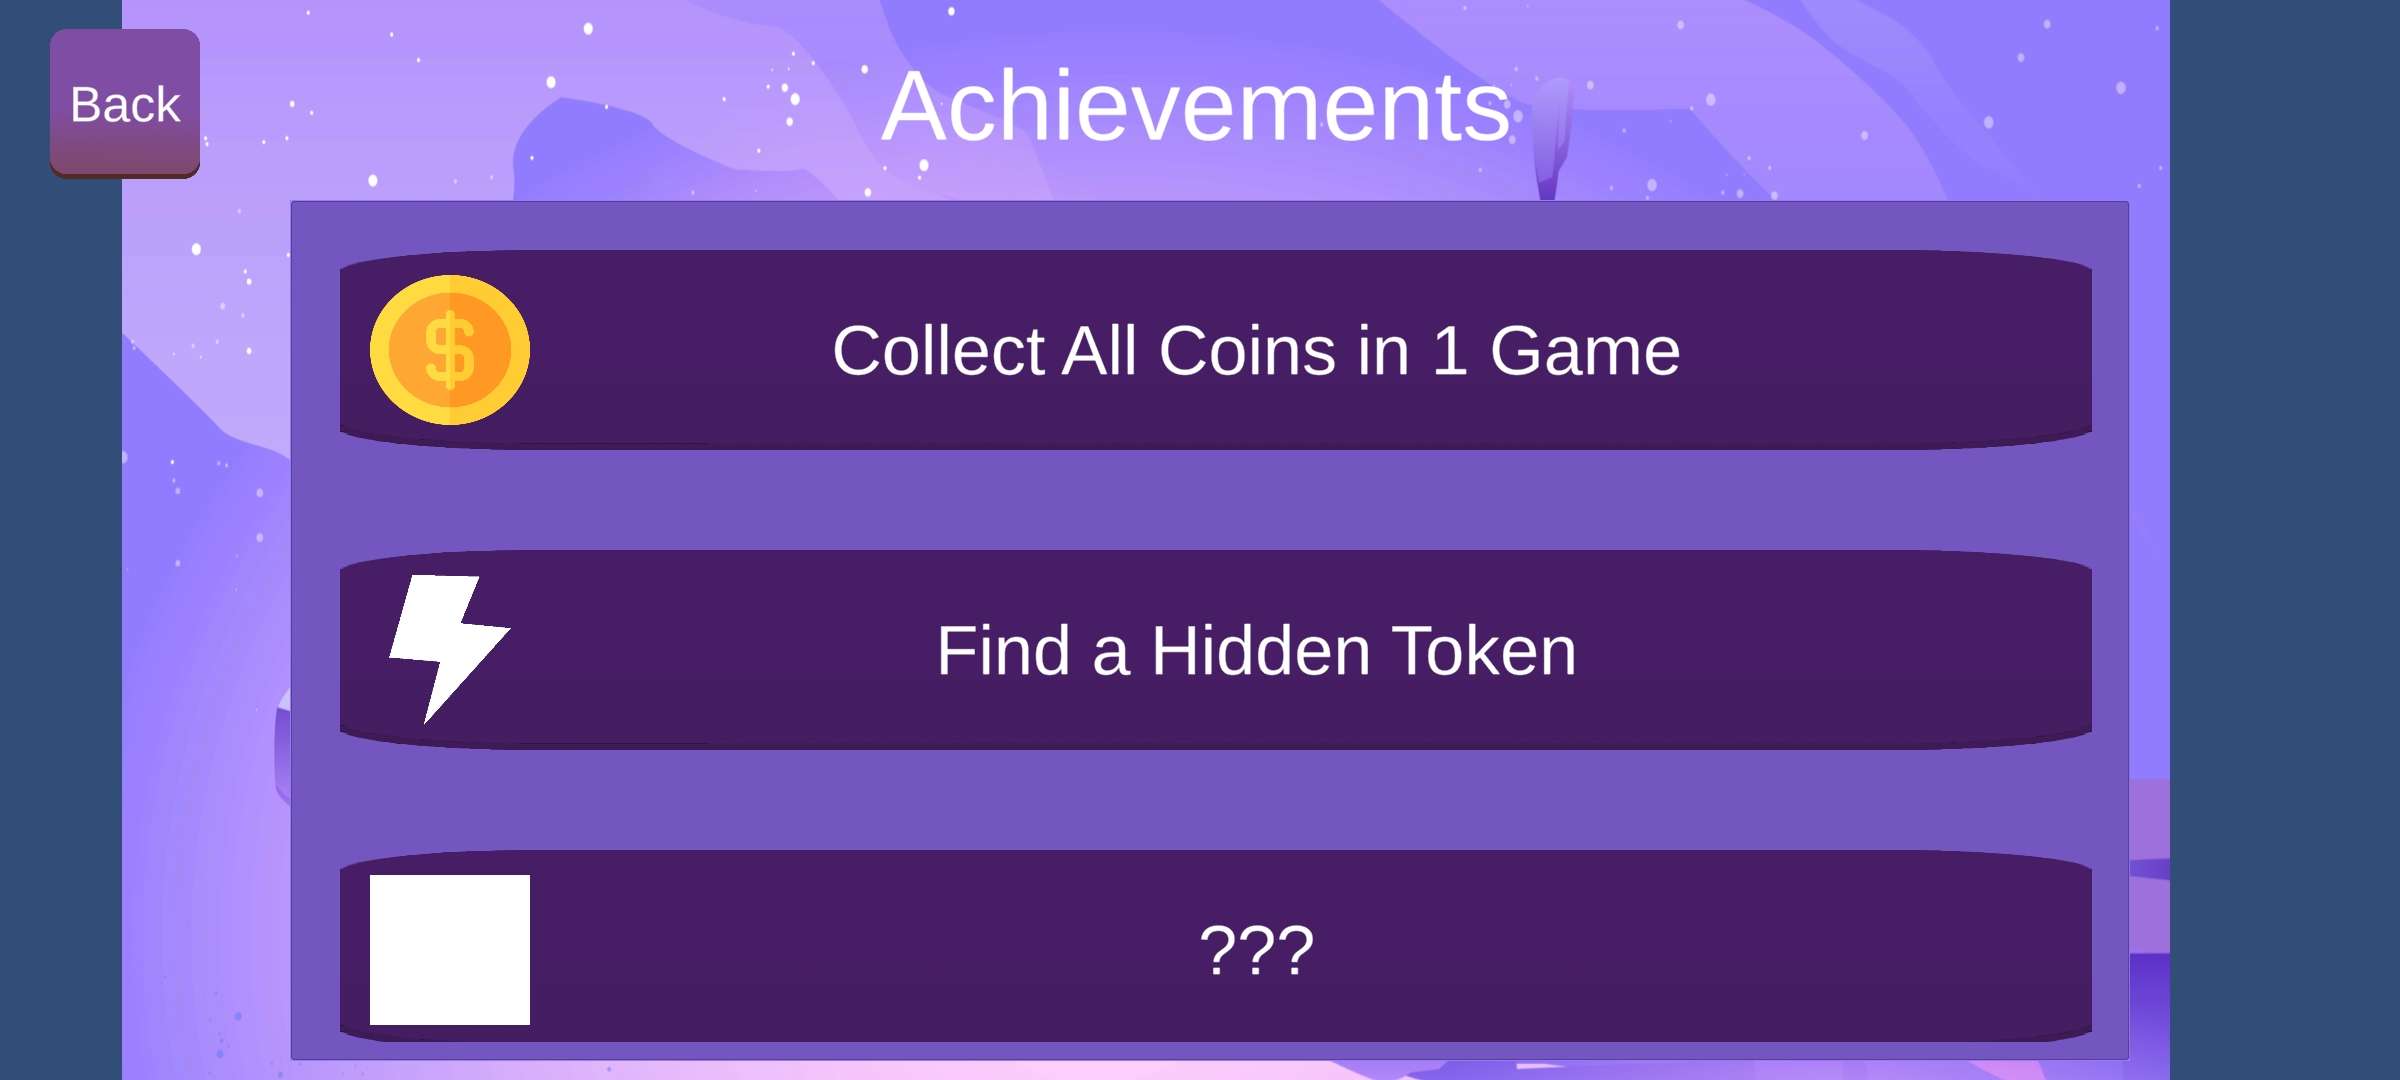 Back
Achievements
$
Collect All Coins in 1 Game
Find a Hidden Token
???